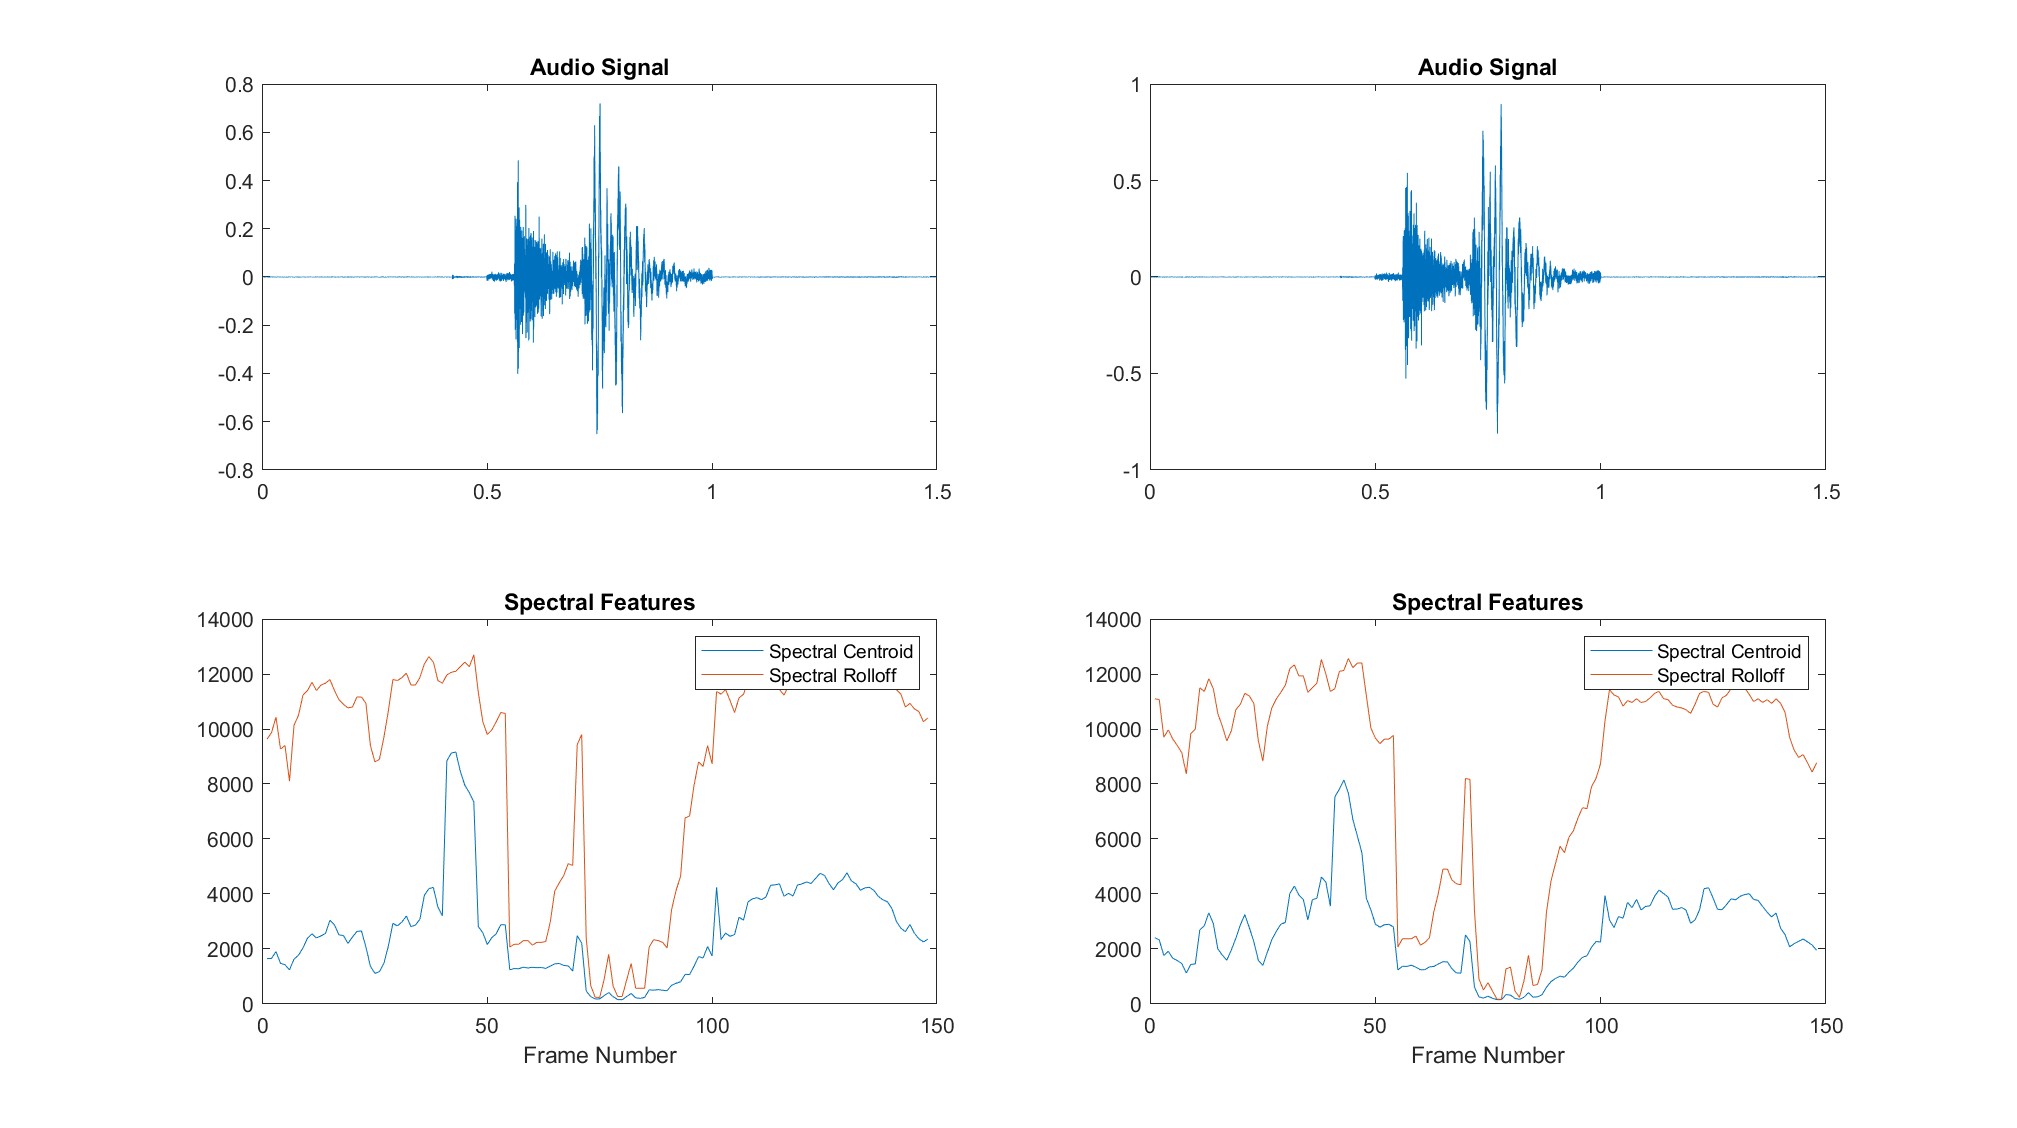 Audio Signal
0.8
0.6
0.4
0.2
0
-0.2
-0.4
-0.6
-0.8
0 0.5 1 1.5
Audio Signal
1
0.5
0
-0.5
-1
0 0.5 1 1.5
Spectral Features
14000
12000
10000
8000
6000
4000
2000
0
Spectral Centroid
Spectral Rolloff
0 50 100 150
Frame Number
Spectral Features
14000
12000
10000
8000
6000
4000
2000
0
Spectral Centroid
Spectral Rolloff
0 50 100 150
Frame Number